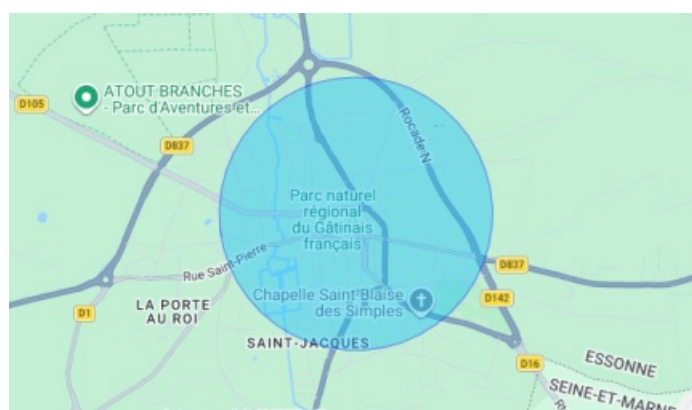 ATOUT BRANCHES
- Parc d'Aventures et...
D105
D837
Rocade N
Parc naturel
régional
du Gâtinais
français
Rue Saint-Pierre
D837
Chapelle Saint Blaise
des Simples
D142
LA PORTE
AU ROI
D1
SAINT-JACQUES
D16
ESSONNE
SEINE-ET-MARNE